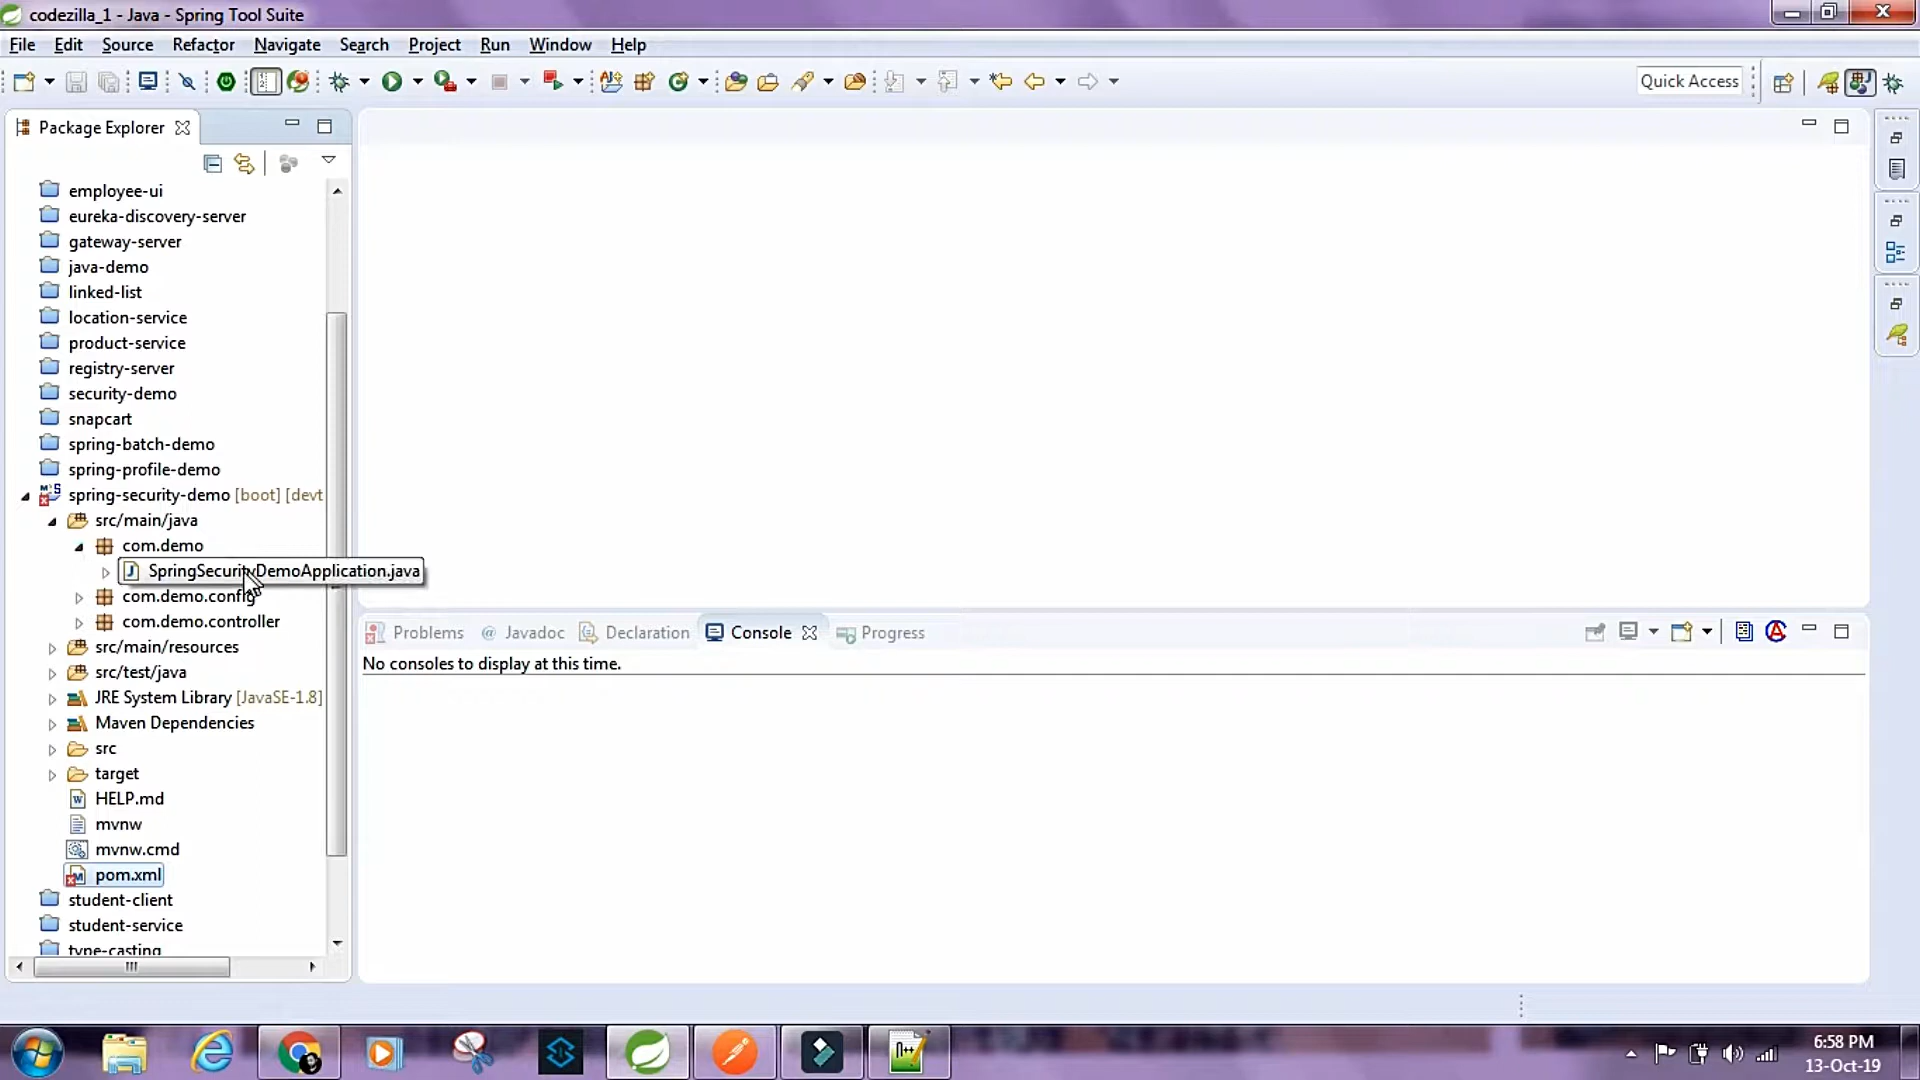 codezilla_1 - Java - Spring Tool Suite
File Edit Source Refactor Navigate Search Project Run Window Help
Quick Access
Package Explorer
employee-ui
eureka-discovery-server
gateway-server
java-demo
linked-list
location-service
product-service
registry-server
security-demo
snapcart
spring-batch-demo
spring-profile-demo
spring-security-demo [boot] [devt
src/main/java
com.demo
SpringSecurityDemoApplication.java
com.demo.config
com.demo.controller
src/main/resources
src/test/java
JRE System Library [JavaSE-1.8]
Maven Dependencies
src
target
HELP.md
mvnw
mvnw.cmd
pom.xml
student-client
student-service
type-casting
Problems @ Javadoc Declaration Console Progress
No consoles to display at this time.
6:58 PM
13-Oct-19